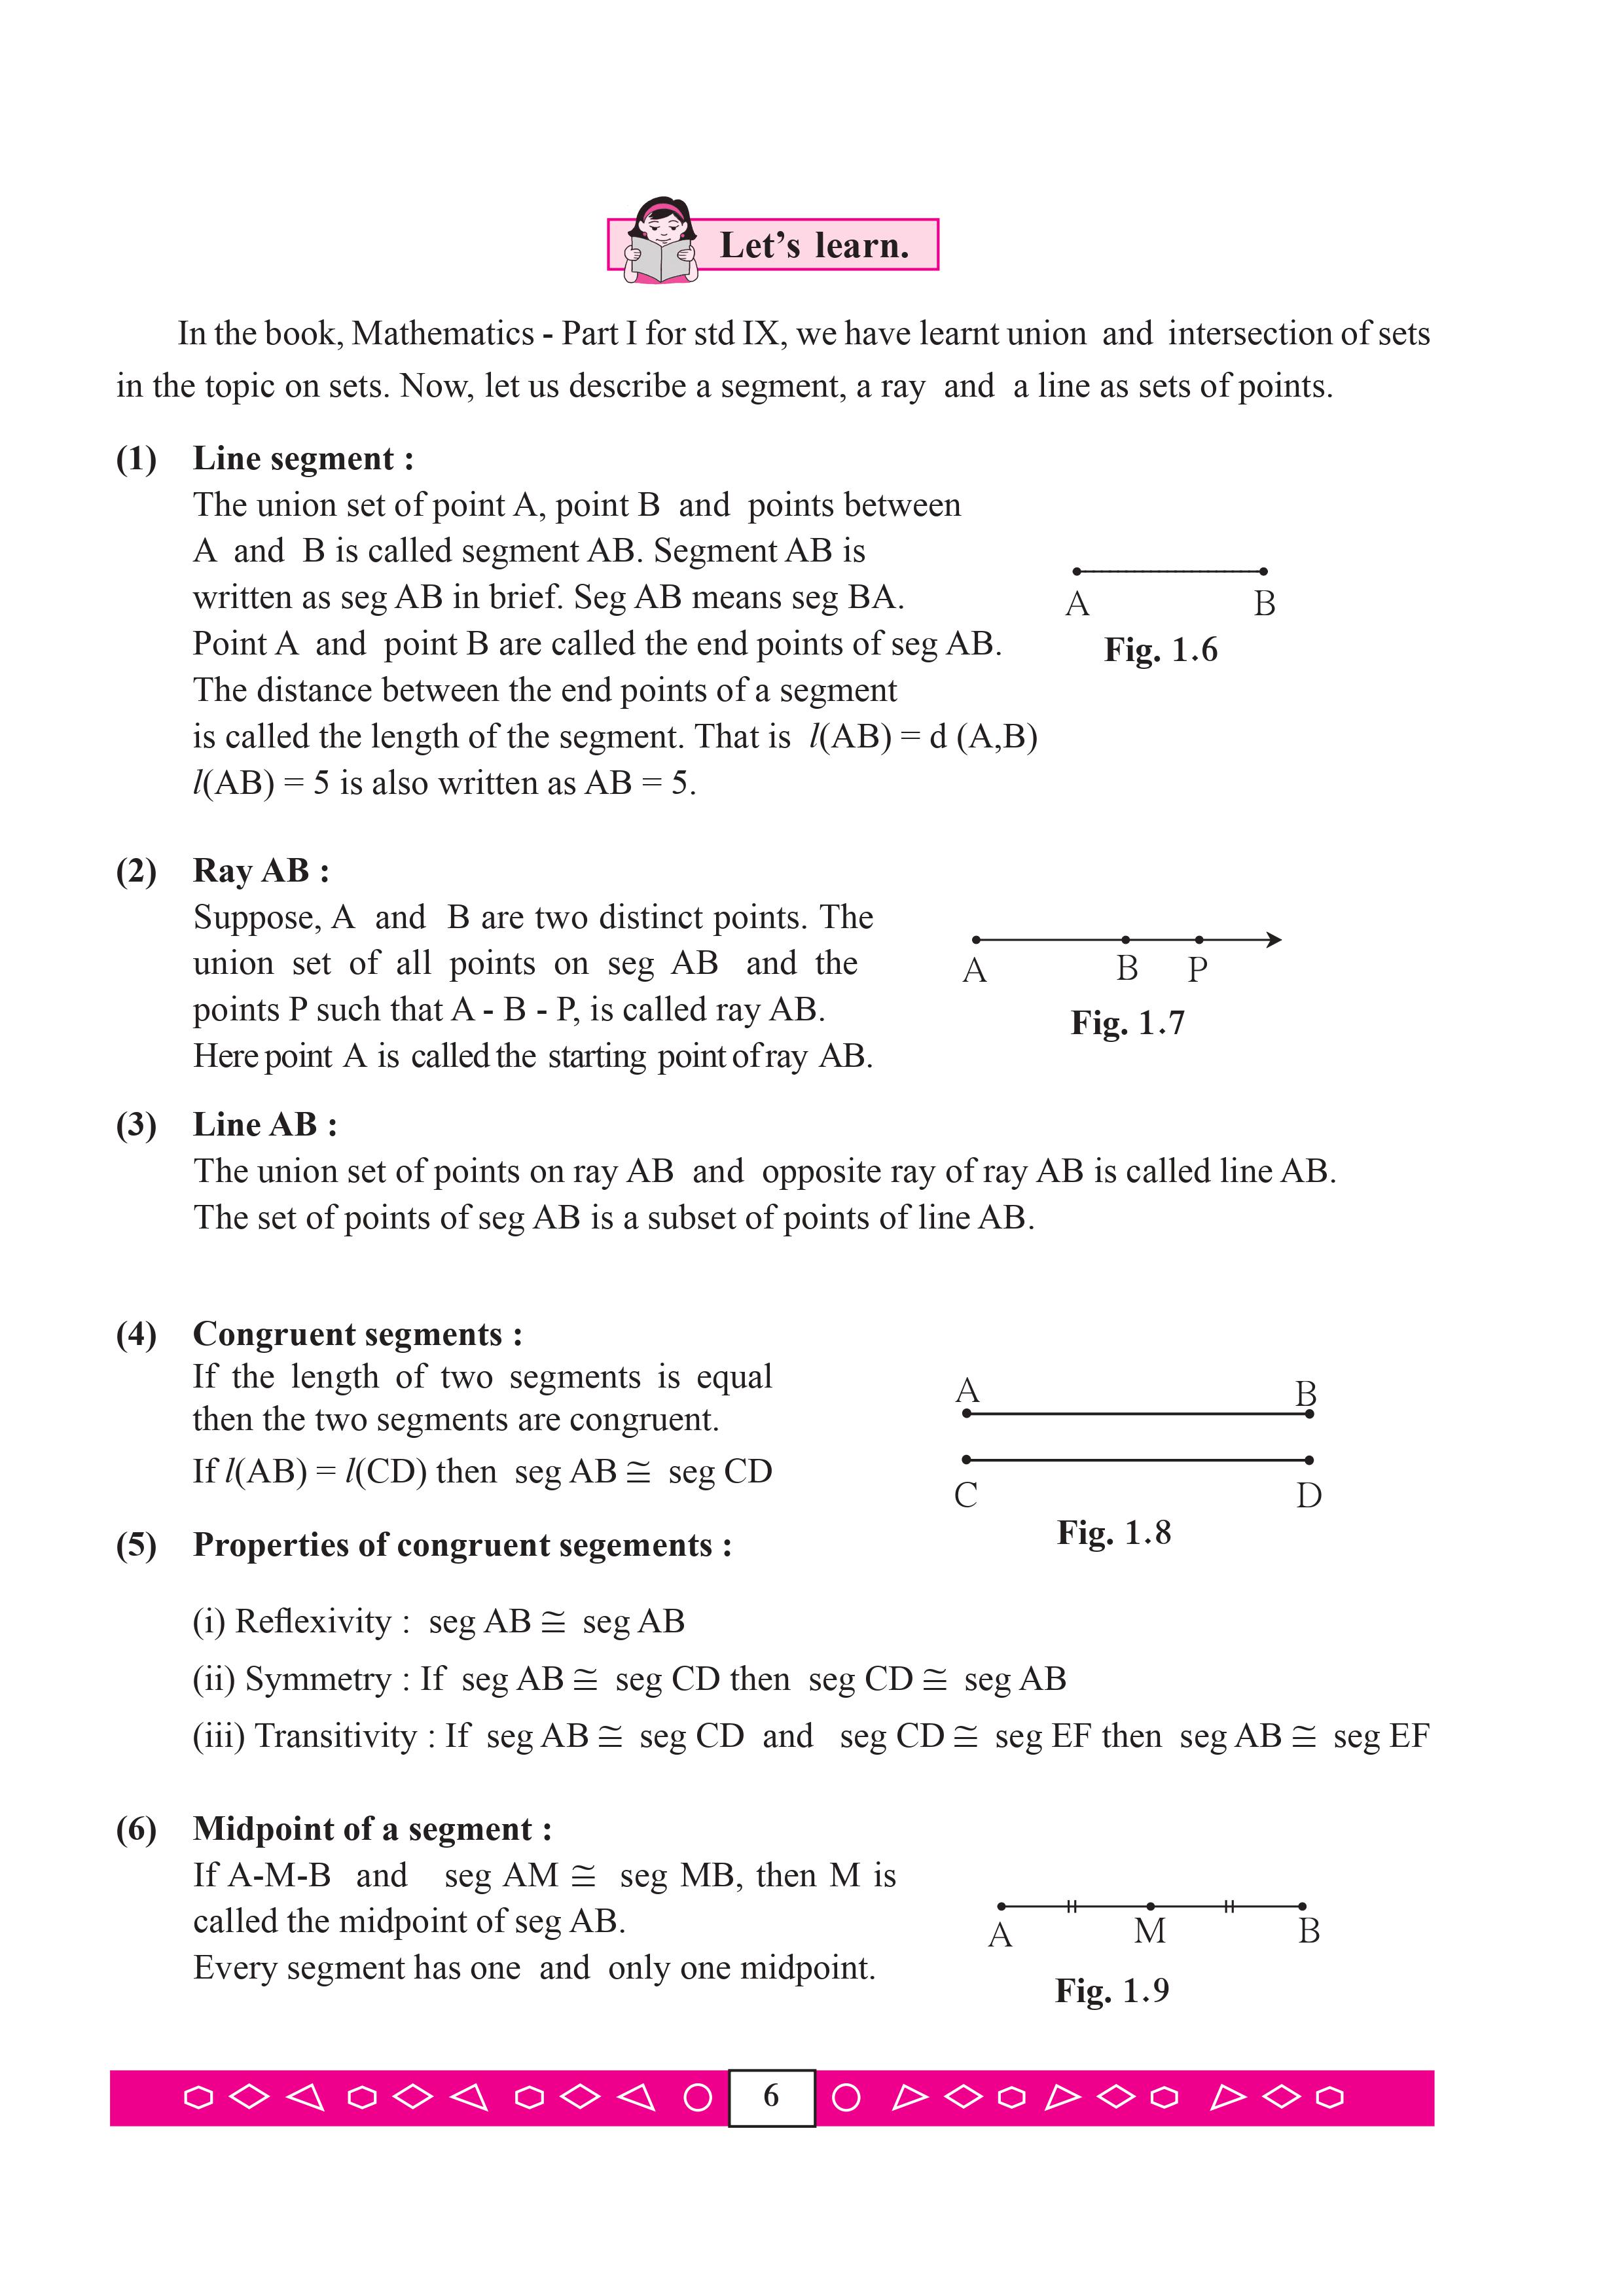 Let’s learn.
In the book, Mathematics - Part I for std IX, we have learnt union and intersection of sets
in the topic on sets. Now, let us describe a segment, a ray and a line as sets of points.
(1) Line segment :
The union set of point A, point B and points between
A and B is called segment AB. Segment AB is
written as seg AB in brief. Seg AB means seg BA.
Point A and point B are called the end points of seg AB.
The distance between the end points of a segment
is called the length of the segment. That is l(AB) = d (A,B)
l(AB) = 5 is also written as AB = 5.
A B
Fig. 1.6
(2) Ray AB :
Suppose, A and B are two distinct points. The
union set of all points on seg AB and the
points P such that A - B - P, is called ray AB.
Here point A is called the starting point of ray AB.
A B P
Fig. 1.7
(3) Line AB :
The union set of points on ray AB and opposite ray of ray AB is called line AB.
The set of points of seg AB is a subset of points of line AB.
(4) Congruent segments :
If the length of two segments is equal
then the two segments are congruent.
If l(AB) = l(CD) then seg AB ≅ seg CD
A B
C D
Fig. 1.8
(5) Properties of congruent segements :
(i) Reflexivity : seg AB ≅ seg AB
(ii) Symmetry : If seg AB ≅ seg CD then seg CD ≅ seg AB
(iii) Transitivity : If seg AB ≅ seg CD and seg CD ≅ seg EF then seg AB ≅ seg EF
(6) Midpoint of a segment :
If A-M-B and seg AM ≅ seg MB, then M is
called the midpoint of seg AB.
Every segment has one and only one midpoint.
A M B
Fig. 1.9
6